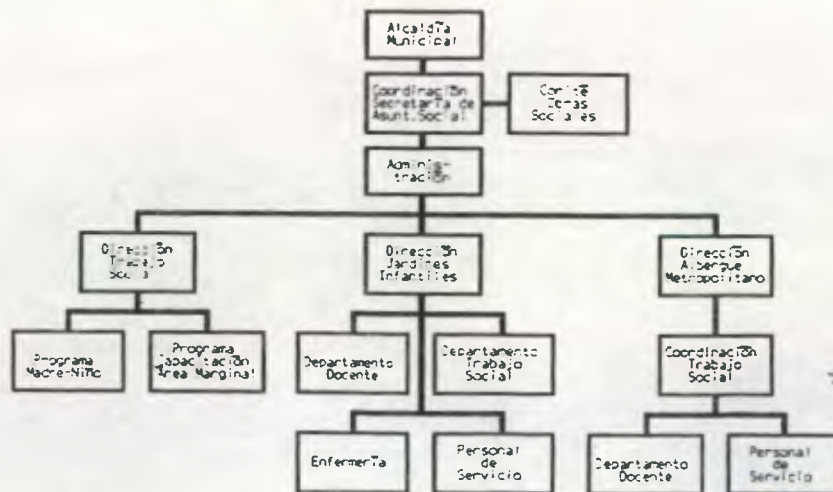 Alcaldía
Municipal
Coordinación
Secretaría de
Asunt.Social
Comité
Obras
Sociales
Adminis-
tración
Dirección
Trabajo
Social
Dirección
Jardines
Infantiles
Dirección
Albergue
Metropolitano
Programa
Madre-Niño
Programa
Capacitación
Área Marginal
Departamento
Docente
Departamento
Trabajo
Social
Coordinación
Trabajo
Social
Enfermería
Personal
de
Servicio
Departamento
Docente
Personal
de
Servicio